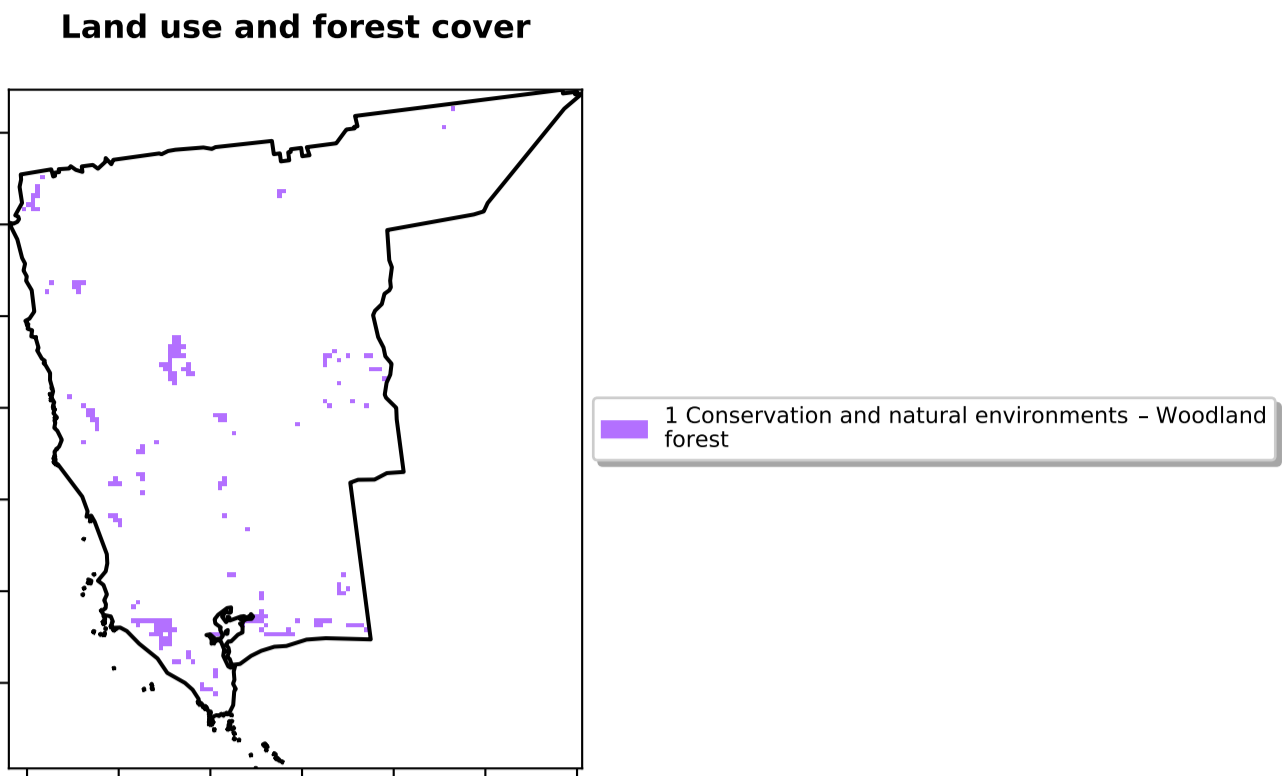 Land use and forest cover
1 Conservation and natural environments – Woodland
forest